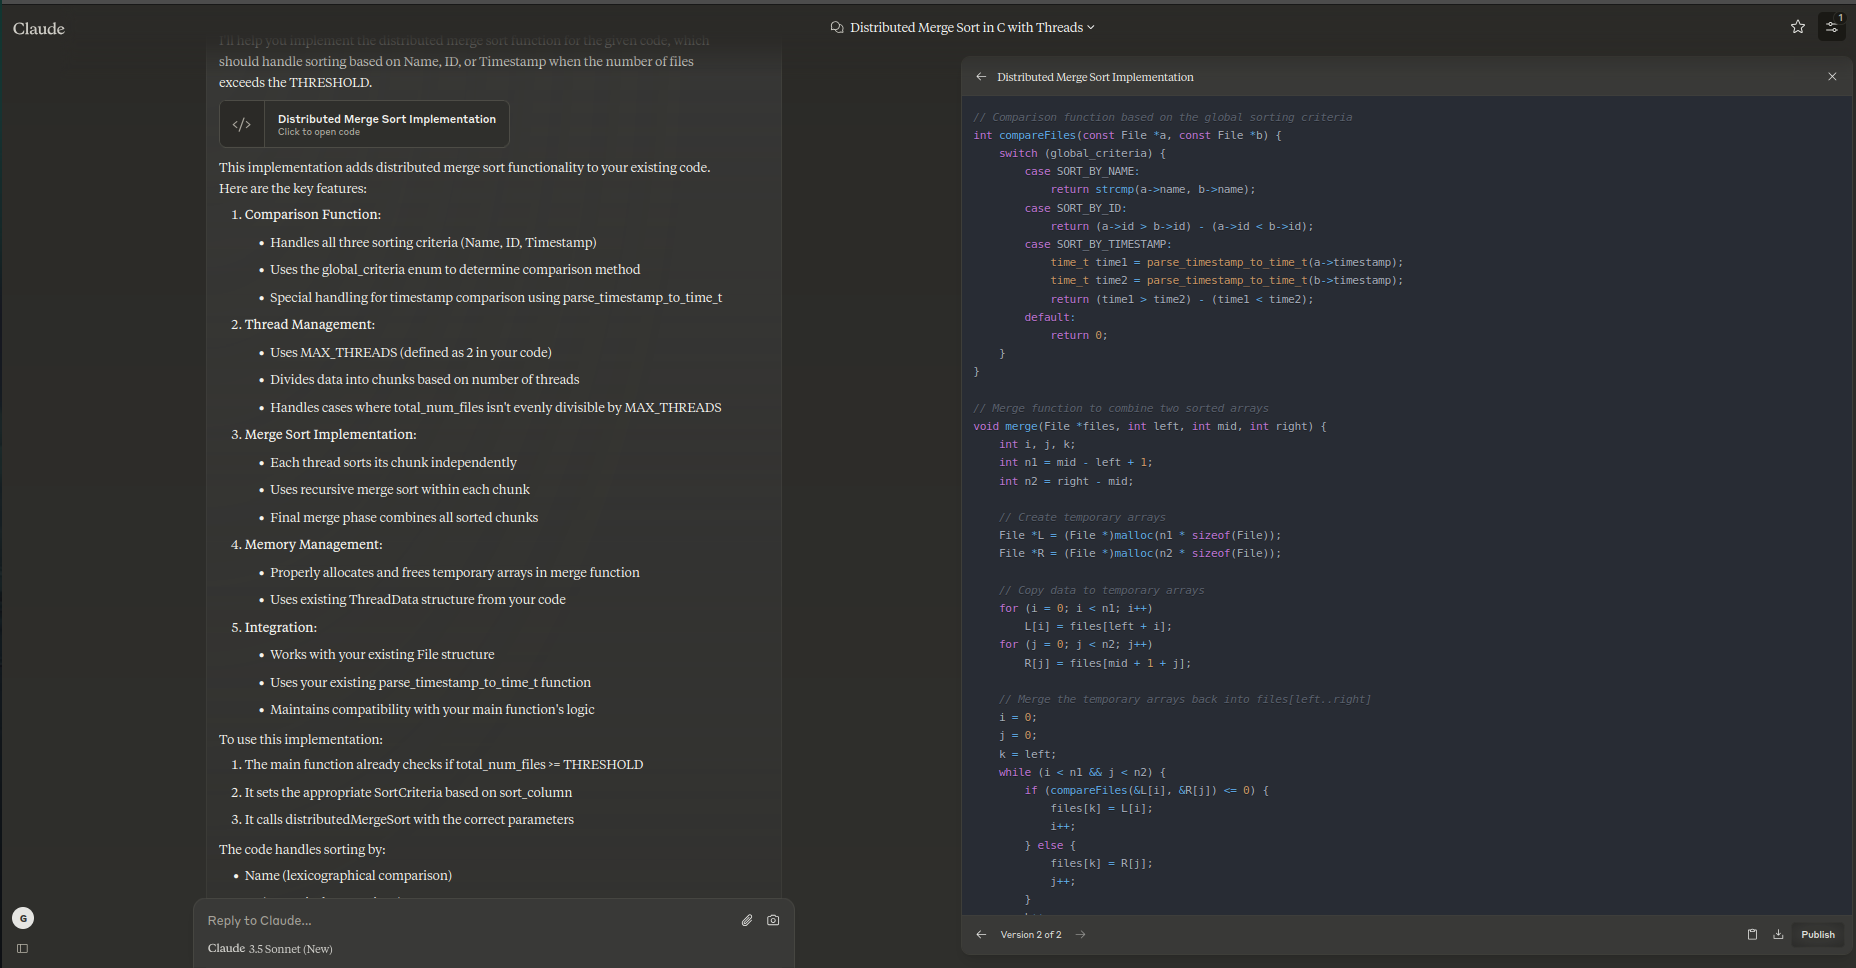 Claude
Distributed Merge Sort in C with Threads
1
I'll help you implement the distributed merge sort function for the given code, which
should handle sorting based on Name, ID, or Timestamp when the number of files
exceeds the THRESHOLD.
</>
Distributed Merge Sort Implementation
Click to open code
This implementation adds distributed merge sort functionality to your existing code.
Here are the key features:
1. Comparison Function:
• Handles all three sorting criteria (Name, ID, Timestamp)
• Uses the global_criteria enum to determine comparison method
• Special handling for timestamp comparison using parse_timestamp_to_time_t
2. Thread Management:
• Uses MAX_THREADS (defined as 2 in your code)
• Divides data into chunks based on number of threads
• Handles cases where total_num_files isn't evenly divisible by MAX_THREADS
3. Merge Sort Implementation:
• Each thread sorts its chunk independently
• Uses recursive merge sort within each chunk
• Final merge phase combines all sorted chunks
4. Memory Management:
• Properly allocates and frees temporary arrays in merge function
• Uses existing ThreadData structure from your code
5. Integration:
• Works with your existing File structure
• Uses your existing parse_timestamp_to_time_t function
• Maintains compatibility with your main function's logic
To use this implementation:
1. The main function already checks if total_num_files >= THRESHOLD
2. It sets the appropriate SortCriteria based on sort_column
3. It calls distributedMergeSort with the correct parameters
The code handles sorting by:
• Name (lexicographical comparison)
G
Reply to Claude...
Claude 3.5 Sonnet (New)
Distributed Merge Sort Implementation
// Comparison function based on the global sorting criteria
int compareFiles(const File *a, const File *b) {
    switch (global_criteria) {
        case SORT_BY_NAME:
            return strcmp(a->name, b->name);
        case SORT_BY_ID:
            return (a->id > b->id) - (a->id < b->id);
        case SORT_BY_TIMESTAMP:
            time_t time1 = parse_timestamp_to_time_t(a->timestamp);
            time_t time2 = parse_timestamp_to_time_t(b->timestamp);
            return (time1 > time2) - (time1 < time2);
        default:
            return 0;
    }
}
// Merge function to combine two sorted arrays
void merge(File *files, int left, int mid, int right) {
    int i, j, k;
    int n1 = mid - left + 1;
    int n2 = right - mid;
    // Create temporary arrays
    File *L = (File *)malloc(n1 * sizeof(File));
    File *R = (File *)malloc(n2 * sizeof(File));
    // Copy data to temporary arrays
    for (i = 0; i < n1; i++)
        L[i] = files[left + i];
    for (j = 0; j < n2; j++)
        R[j] = files[mid + 1 + j];
    // Merge the temporary arrays back into files[left..right]
    i = 0;
    j = 0;
    k = left;
    while (i < n1 && j < n2) {
        if (compareFiles(&L[i], &R[j]) <= 0) {
            files[k] = L[i];
            i++;
        } else {
            files[k] = R[j];
            j++;
        }
Version 2 of 2
Publish